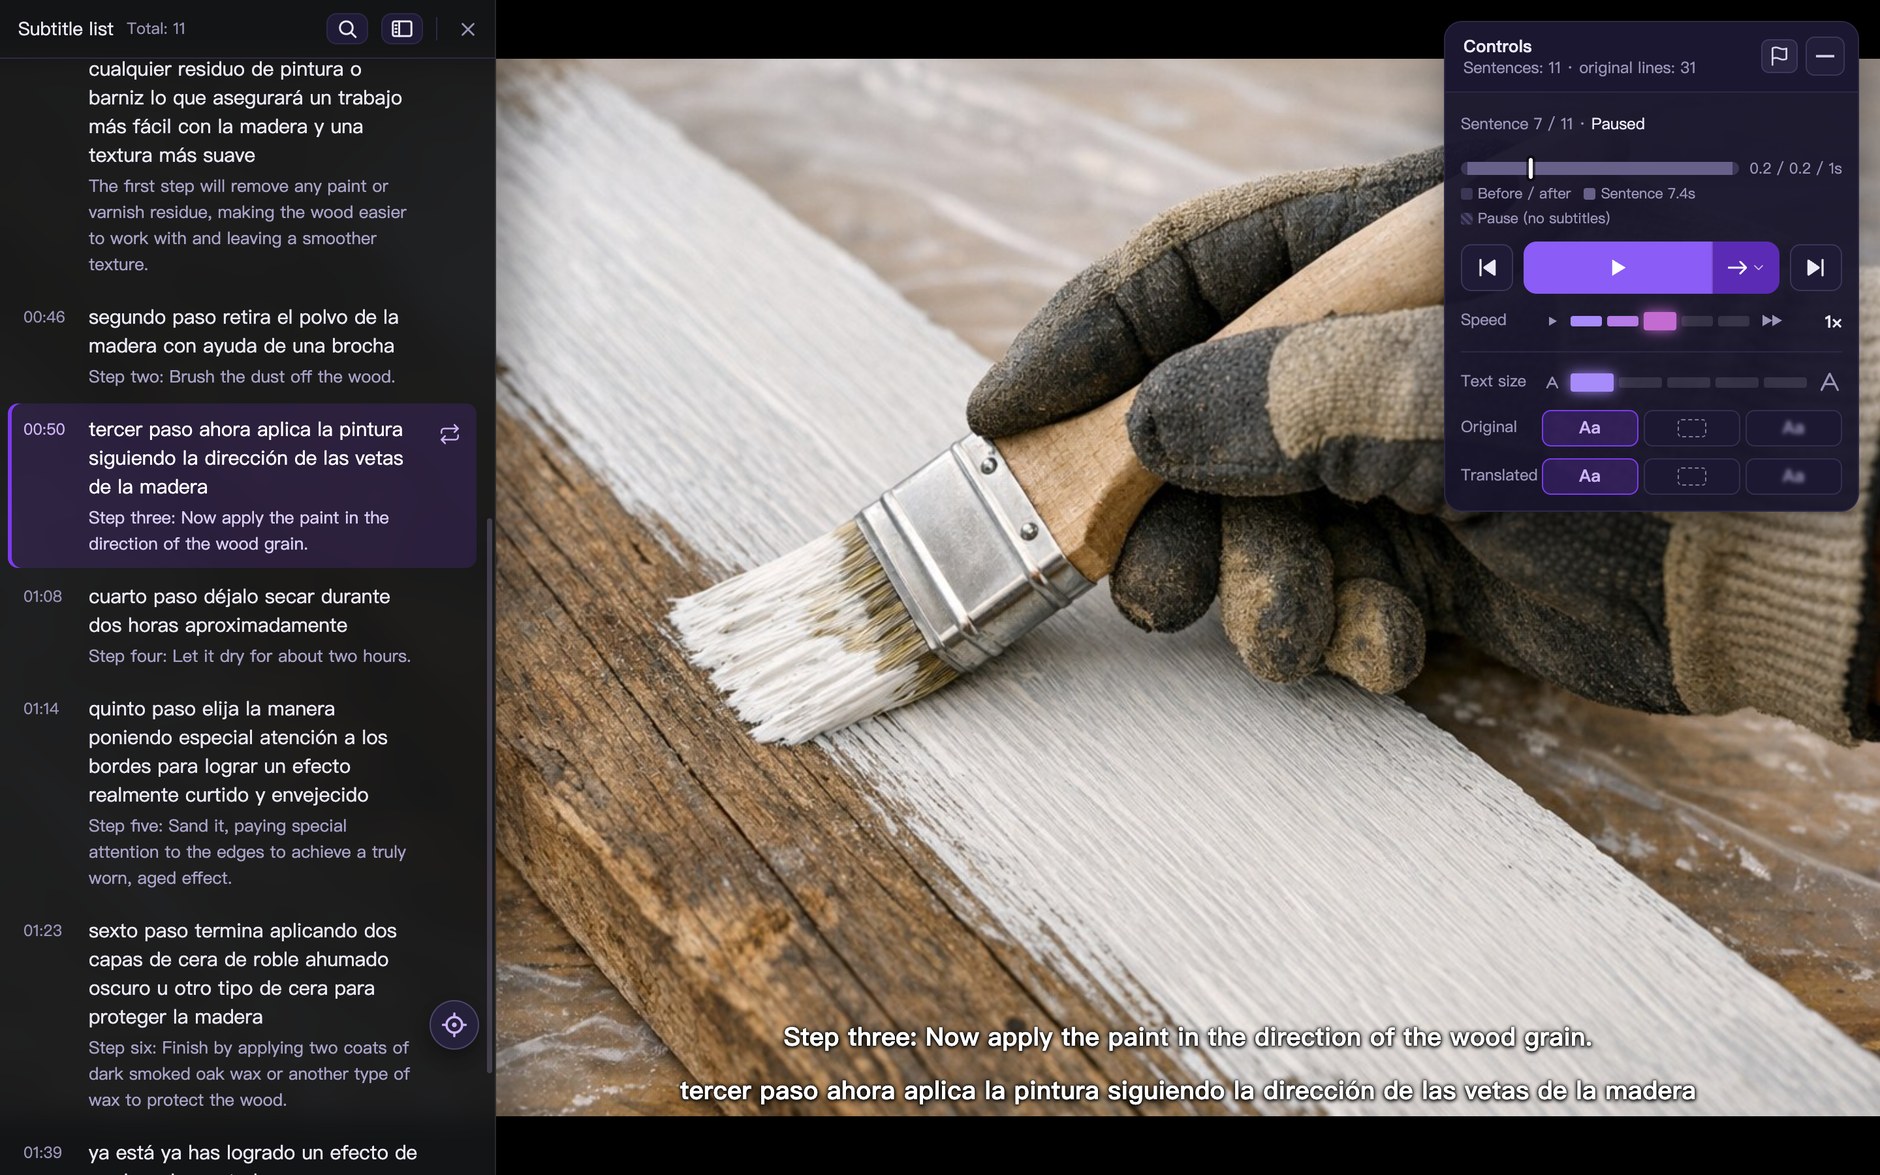 Subtitle list Total: 11
cualquier residuo de pintura o
barniz lo que asegurará un trabajo
más fácil con la madera y una
textura más suave
The first step will remove any paint or
varnish residue, making the wood easier
to work with and leaving a smoother
texture.
00:46 segundo paso retira el polvo de la
madera con ayuda de una brocha
Step two: Brush the dust off the wood.
00:50 tercer paso ahora aplica la pintura
siguiendo la dirección de las vetas
de la madera
Step three: Now apply the paint in the
direction of the wood grain.
01:08 cuarto paso déjalo secar durante
dos horas aproximadamente
Step four: Let it dry for about two hours.
01:14 quinto paso elija la manera
poniendo especial atención a los
bordes para lograr un efecto
realmente curtido y envejecido
Step five: Sand it, paying special
attention to the edges to achieve a truly
worn, aged effect.
01:23 sexto paso termina aplicando dos
capas de cera de roble ahumado
oscuro u otro tipo de cera para
proteger la madera
Step six: Finish by applying two coats of
dark smoked oak wax or another type of
wax to protect the wood.
01:39 ya está ya has logrado un efecto de
Controls
Sentences: 11 · original lines: 31
Sentence 7 / 11 · Paused
0.2 / 0.2 / 1s
Before / after Sentence 7.4s
Pause (no subtitles)
Speed 1x
Text size A A
Original Aa Aa
Translated Aa Aa
Step three: Now apply the paint in the direction of the wood grain.
tercer paso ahora aplica la pintura siguiendo la dirección de las vetas de la madera